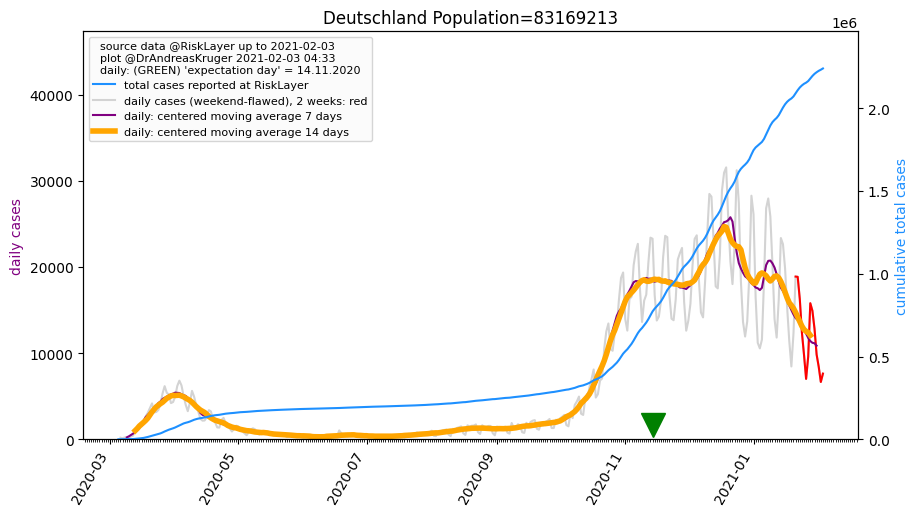 Deutschland Population=83169213
1e6
source data @RiskLayer up to 2021-02-03
plot @DrAndreasKruger 2021-02-03 04:33
daily: (GREEN) 'expectation day' = 14.11.2020
total cases reported at RiskLayer
daily cases (weekend-flawed), 2 weeks: red
daily: centered moving average 7 days
daily: centered moving average 14 days
daily cases
40000
30000
20000
10000
0
2.0
1.5
1.0
0.5
0.0
cumulative total cases
2020-03
2020-05
2020-07
2020-09
2020-11
2021-01